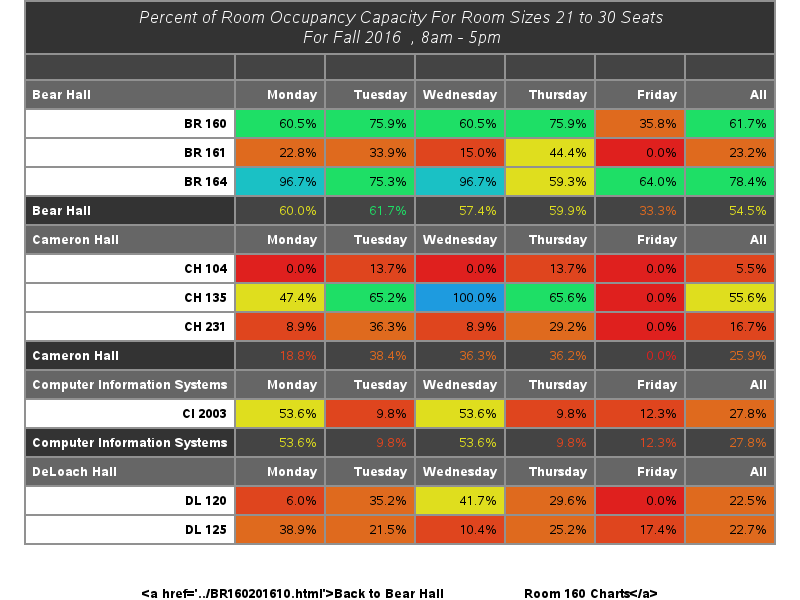 Percent of Room Occupancy Capacity For Room Sizes 21 to 30 Seats
For Fall 2016 , 8am - 5pm
Bear Hall Monday Tuesday Wednesday Thursday Friday All
BR 160 60.5% 75.9% 60.5% 75.9% 35.8% 61.7%
BR 161 22.8% 33.9% 15.0% 44.4% 0.0% 23.2%
BR 164 96.7% 75.3% 96.7% 59.3% 64.0% 78.4%
Bear Hall 60.0% 61.7% 57.4% 59.9% 33.3% 54.5%
Cameron Hall Monday Tuesday Wednesday Thursday Friday All
CH 104 0.0% 13.7% 0.0% 13.7% 0.0% 5.5%
CH 135 47.4% 65.2% 100.0% 65.6% 0.0% 55.6%
CH 231 8.9% 36.3% 8.9% 29.2% 0.0% 16.7%
Cameron Hall 18.8% 38.4% 36.3% 36.2% 0.0% 25.9%
Computer Information Systems Monday Tuesday Wednesday Thursday Friday All
CI 2003 53.6% 9.8% 53.6% 9.8% 12.3% 27.8%
Computer Information Systems 53.6% 9.8% 53.6% 9.8% 12.3% 27.8%
DeLoach Hall Monday Tuesday Wednesday Thursday Friday All
DL 120 6.0% 35.2% 41.7% 29.6% 0.0% 22.5%
DL 125 38.9% 21.5% 10.4% 25.2% 17.4% 22.7%
<a href='../BR160201610.html'>Back to Bear Hall Room 160 Charts</a>